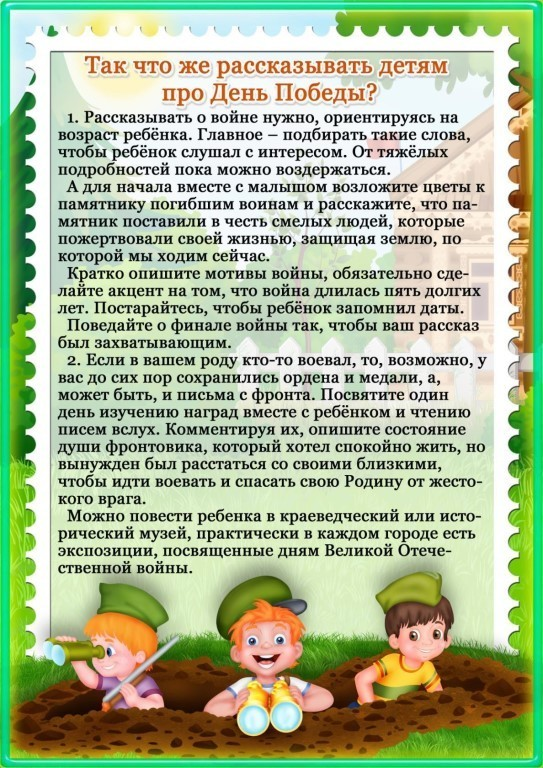 Так что же рассказывать детям
про День Победы?
1. Рассказывать о войне нужно, ориентируясь на
возраст ребёнка. Главное – подбирать такие слова,
чтобы ребёнок слушал с интересом. От тяжёлых
подробностей пока можно воздержаться.
А для начала вместе с малышом возложите цветы к
памятнику погибшим воинам и расскажите, что па-
мятник поставили в честь смелых людей, которые
пожертвовали своей жизнью, защищая землю, по
которой мы ходим сейчас.
Кратко опишите мотивы войны, обязательно сде-
лайте акцент на том, что война длилась пять долгих
лет. Постарайтесь, чтобы ребёнок запомнил даты.
Поведайте о финале войны так, чтобы ваш рассказ
был захватывающим.
2. Если в вашем роду кто-то воевал, то, возможно, у
вас до сих пор сохранились ордена и медали, а,
может быть, и письма с фронта. Посвятите один
день изучению наград вместе с ребёнком и чтению
писем вслух. Комментируя их, опишите состояние
души фронтовика, который хотел спокойно жить, но
вынужден был расстаться со своими близкими,
чтобы идти воевать и спасать свою Родину от жесто-
кого врага.
Можно повести ребенка в краеведческий или исто-
рический музей, практически в каждом городе есть
экспозиции, посвященные дням Великой Отече-
ственной войны.